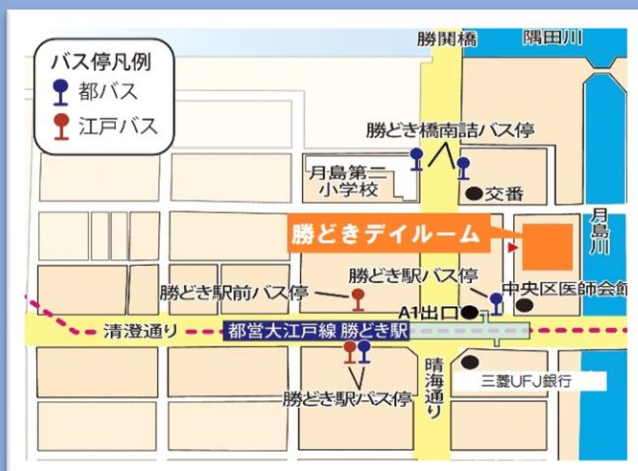 勝関橋
隅田川
バス停凡例
都バス
江戸バス
勝どき橋南詰バス停
月島第二
小学校
交番
月島川
勝どきデイルーム
勝どき駅バス停
勝どき駅前バス停
中央区医師会館
A1出口
清澄通り
都営大江戸線 勝どき駅
晴海通り
三菱UFJ銀行
勝どき駅バス停